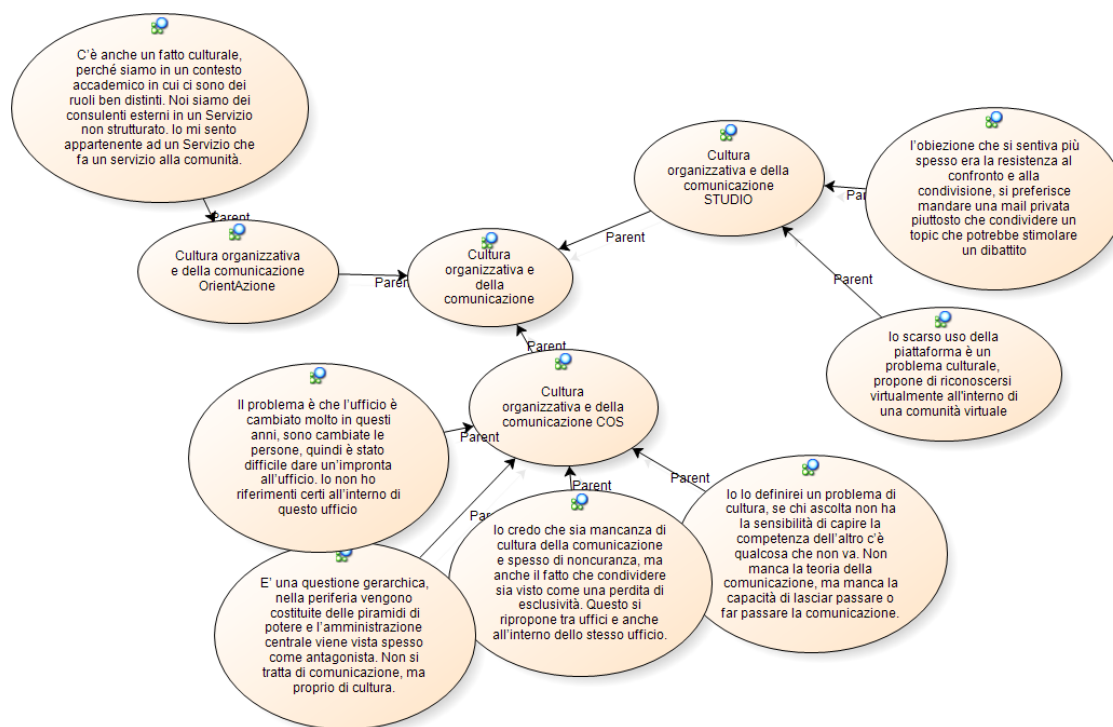 C'è anche un fatto culturale,
perché siamo in un contesto
accademico in cui ci sono dei
ruoli ben distinti. Noi siamo dei
consulenti esterni in un Servizio
non strutturato. Io mi sento
appartenente ad un Servizio che
fa un servizio alla comunità.
Parent
Cultura organizzativa
e della comunicazione
OrientAzione
Parent
Cultura
organizzativa e
della
comunicazione
Parent
Cultura
organizzativa e della
comunicazione
STUDIO
Parent
l'obiezione che si sentiva più
spesso era la resistenza al
confronto e alla
condivisione, si preferisce
mandare una mail privata
piuttosto che condividere un
topic che potrebbe stimolare
un dibattito
Parent
lo scarso uso della
piattaforma è un
problema culturale,
propone di riconoscersi
virtualmente all'interno di
una comunità virtuale
Parent
Cultura
organizzativa e della
comunicazione COS
Il problema è che l'ufficio è
cambiato molto in questi
anni, sono cambiate le
persone, quindi è stato
difficile dare un'impronta
all'ufficio. Io non ho
riferimenti certi all'interno di
questo ufficio
Parent
E' una questione gerarchica,
nella periferia vengono
costituite delle piramidi di
potere e l'amministrazione
centrale viene vista spesso
come antagonista. Non si
tratta di comunicazione, ma
proprio di cultura.
Parent
Io credo che sia mancanza di
cultura della comunicazione
e spesso di noncuranza, ma
anche il fatto che condividere
sia visto come una perdita di
esclusività. Questo si
ripropone tra uffici e anche
all'interno dello stesso ufficio.
Parent
Io lo definirei un problema di
cultura, se chi ascolta non ha
la sensibilità di capire la
competenza dell'altro c'è
qualcosa che non va. Non
manca la teoria della
comunicazione, ma manca la
capacità di lasciar passare o
far passare la comunicazione.
Parent